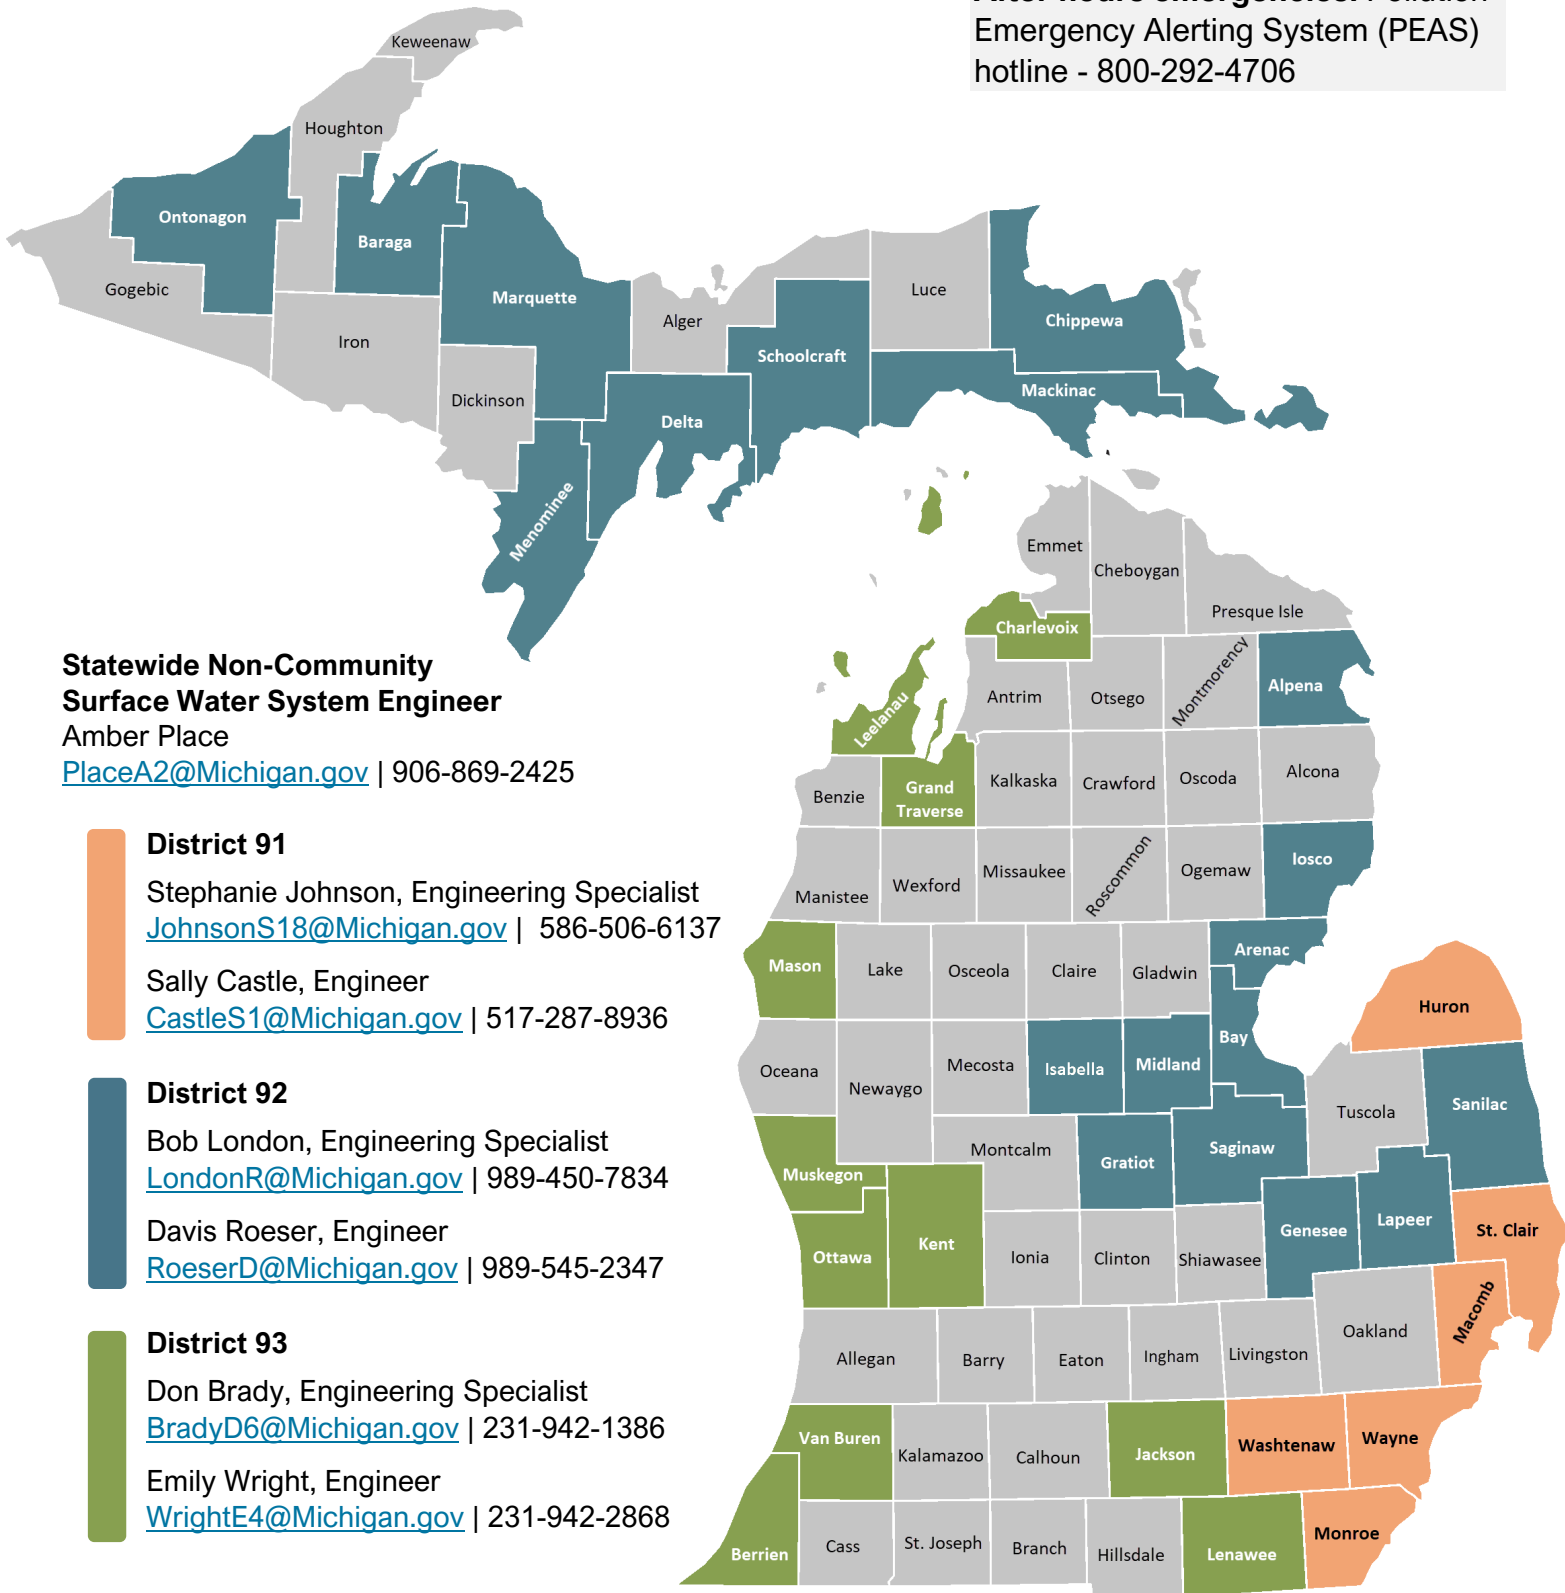 After hours emergencies: Pollution
Emergency Alerting System (PEAS)
hotline - 800-292-4706
Keweenaw
Houghton
Ontonagon
Baraga
Gogebic
Marquette
Luce
Alger
Chippewa
Iron
Schoolcraft
Mackinac
Dickinson
Delta
Menominee
Emmet
Cheboygan
Presque Isle
Charlevoix
Montmorency
Alpena
Antrim
Otsego
Leelanau
Statewide Non-Community
Surface Water System Engineer
Amber Place
PlaceA2@Michigan.gov | 906-869-2425
Benzie
Grand
Traverse
Kalkaska
Crawford
Oscoda
Alcona
Manistee
Wexford
Missaukee
Roscommon
Ogemaw
Iosco
District 91
Stephanie Johnson, Engineering Specialist
JohnsonS18@Michigan.gov | 586-506-6137
Sally Castle, Engineer
CastleS1@Michigan.gov | 517-287-8936
Mason
Lake
Osceola
Claire
Gladwin
Arenac
Huron
Oceana
Newaygo
Mecosta
Isabella
Midland
Bay
Tuscola
Sanilac
District 92
Bob London, Engineering Specialist
LondonR@Michigan.gov | 989-450-7834
Davis Roeser, Engineer
RoeserD@Michigan.gov | 989-545-2347
Muskegon
Montcalm
Gratiot
Saginaw
Ottawa
Kent
Ionia
Clinton
Shiawasee
Genesee
Lapeer
St. Clair
District 93
Don Brady, Engineering Specialist
BradyD6@Michigan.gov | 231-942-1386
Emily Wright, Engineer
WrightE4@Michigan.gov | 231-942-2868
Allegan
Barry
Eaton
Ingham
Livingston
Oakland
Macomb
Van Buren
Kalamazoo
Calhoun
Jackson
Washtenaw
Wayne
Berrien
Cass
St. Joseph
Branch
Hillsdale
Lenawee
Monroe